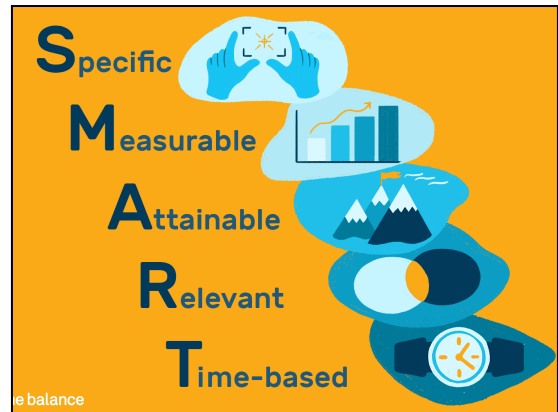 Specific
Measurable
Attainable
Relevant
Time-based
e balance